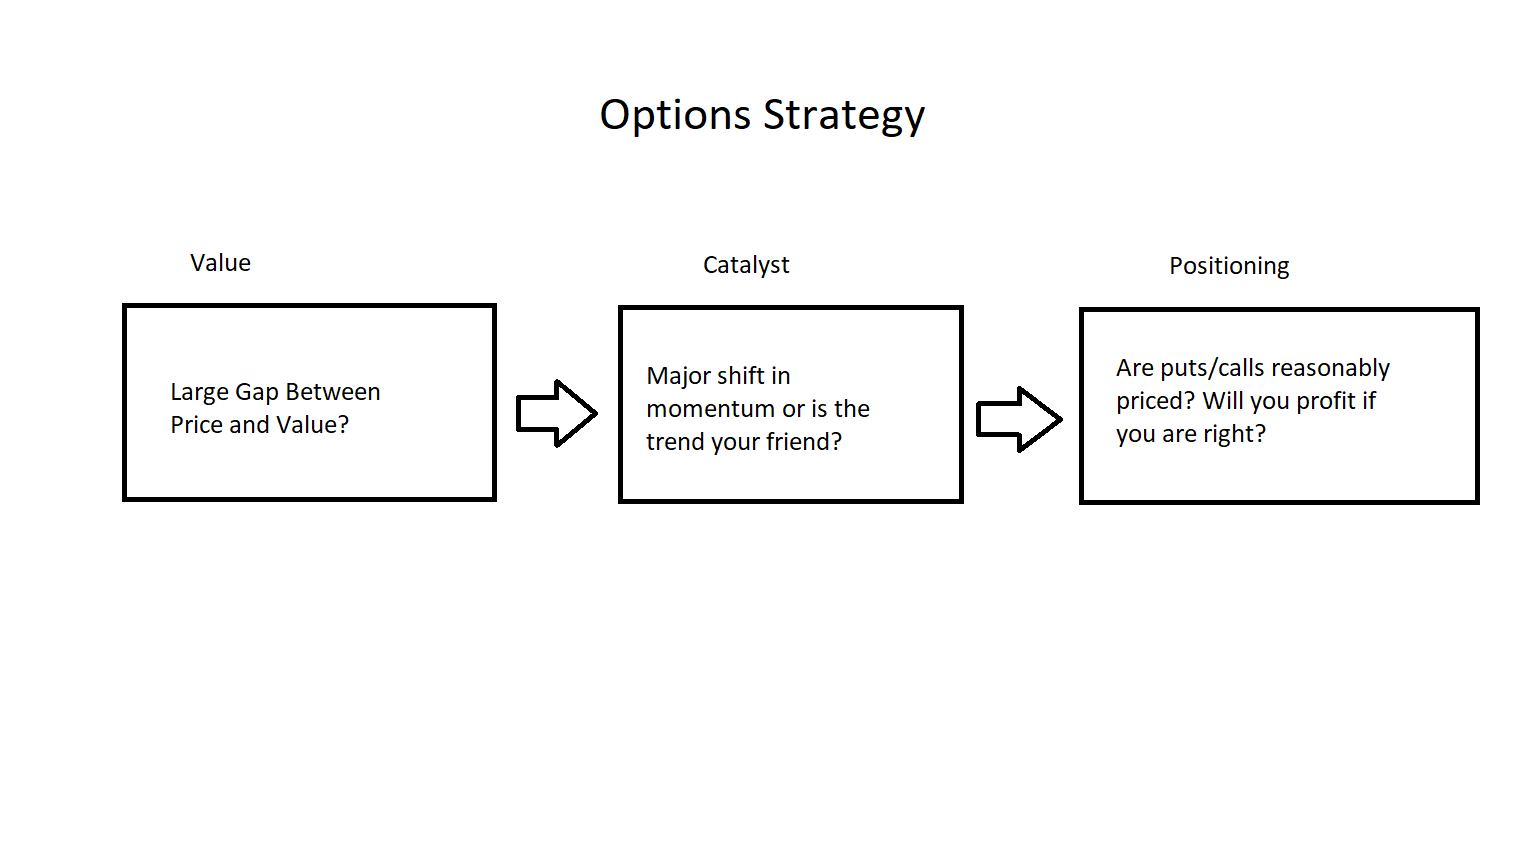 Options Strategy
Value
Large Gap Between
Price and Value?
Catalyst
Major shift in
momentum or is the
trend your friend?
Positioning
Are puts/calls reasonably
priced? Will you profit if
you are right?